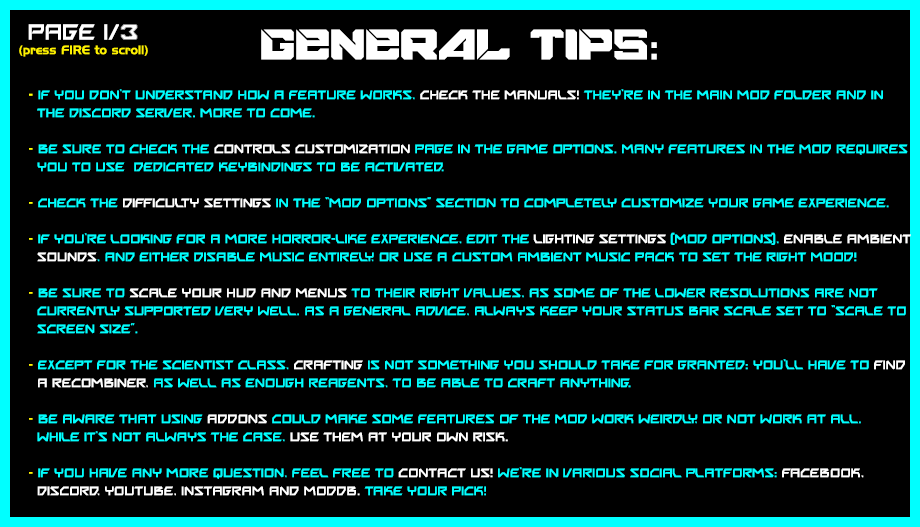 PAGE 1/3
(press FIRE to scroll)
GENERAL TIPS:
- IF YOU DON'T UNDERSTAND HOW A FEATURE WORKS, CHECK THE MANUALS! THEY'RE IN THE MAIN MOD FOLDER AND IN
THE DISCORD SERVER. MORE TO COME.
- BE SURE TO CHECK THE CONTROLS CUSTOMIZATION PAGE IN THE GAME OPTIONS. MANY FEATURES IN THE MOD REQUIRES
YOU TO USE DEDICATED KEYBINDINGS TO BE ACTIVATED.
- CHECK THE DIFFICULTY SETTINGS IN THE "MOD OPTIONS" SECTION TO COMPLETELY CUSTOMIZE YOUR GAME EXPERIENCE.
- IF YOU'RE LOOKING FOR A MORE HORROR-LIKE EXPERIENCE, EDIT THE LIGHTING SETTINGS (MOD OPTIONS), ENABLE AMBIENT
SOUNDS, AND EITHER DISABLE MUSIC ENTIRELY OR USE A CUSTOM AMBIENT MUSIC PACK TO SET THE RIGHT MOOD!
- BE SURE TO SCALE YOUR HUD AND MENUS TO THEIR RIGHT VALUES, AS SOME OF THE LOWER RESOLUTIONS ARE NOT
CURRENTLY SUPPORTED VERY WELL. AS A GENERAL ADVICE, ALWAYS KEEP YOUR STATUS BAR SCALE SET TO "SCALE TO
SCREEN SIZE".
- EXCEPT FOR THE SCIENTIST CLASS, CRAFTING IS NOT SOMETHING YOU SHOULD TAKE FOR GRANTED: YOU'LL HAVE TO FIND
A RECOMBINER, AS WELL AS ENOUGH REAGENTS, TO BE ABLE TO CRAFT ANYTHING.
- BE AWARE THAT USING ADDONS COULD MAKE SOME FEATURES OF THE MOD WORK WEIRDLY OR NOT WORK AT ALL.
WHILE IT'S NOT ALWAYS THE CASE, USE THEM AT YOUR OWN RISK.
- IF YOU HAVE ANY MORE QUESTION, FEEL FREE TO CONTACT US! WE'RE IN VARIOUS SOCIAL PLATFORMS: FACEBOOK,
DISCORD, YOUTUBE, INSTAGRAM AND MODDB. TAKE YOUR PICK!